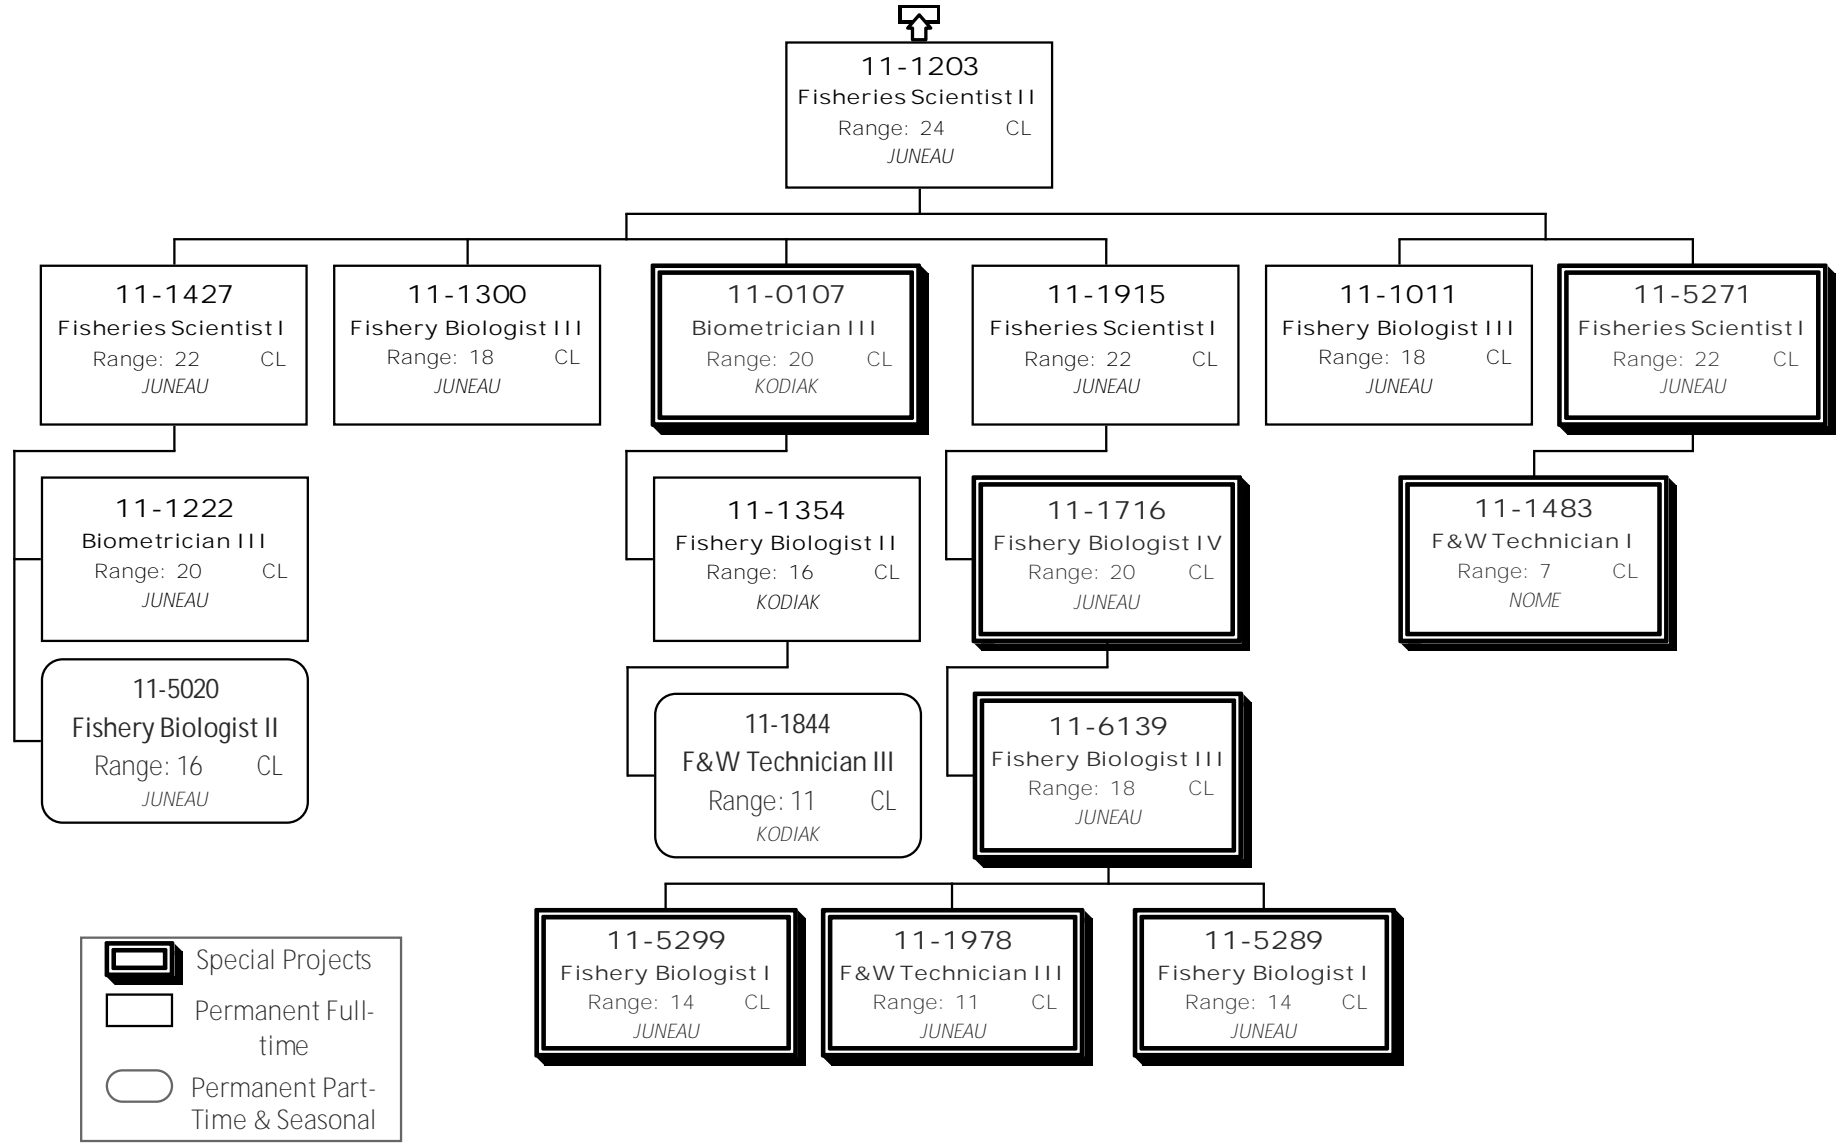 11-1203
Fisheries Scientist II
Range: 24 CL
JUNEAU
11-1427
Fisheries Scientist I
Range: 22 CL
JUNEAU
11-1300
Fishery Biologist III
Range: 18 CL
JUNEAU
11-0107
Biometrician III
Range: 20 CL
KODIAK
11-1915
Fisheries Scientist I
Range: 22 CL
JUNEAU
11-1011
Fishery Biologist III
Range: 18 CL
JUNEAU
11-5271
Fisheries Scientist I
Range: 22 CL
JUNEAU
11-1222
Biometrician III
Range: 20 CL
JUNEAU
11-1354
Fishery Biologist II
Range: 16 CL
KODIAK
11-1716
Fishery Biologist IV
Range: 20 CL
JUNEAU
11-1483
F&W Technician I
Range: 7 CL
NOME
11-5020
Fishery Biologist II
Range: 16 CL
JUNEAU
11-1844
F&W Technician III
Range: 11 CL
KODIAK
11-6139
Fishery Biologist III
Range: 18 CL
JUNEAU
11-5299
Fishery Biologist I
Range: 14 CL
JUNEAU
11-1978
F&W Technician III
Range: 11 CL
JUNEAU
11-5289
Fishery Biologist I
Range: 14 CL
JUNEAU
Special Projects
Permanent Full-
time
Permanent Part-
Time & Seasonal